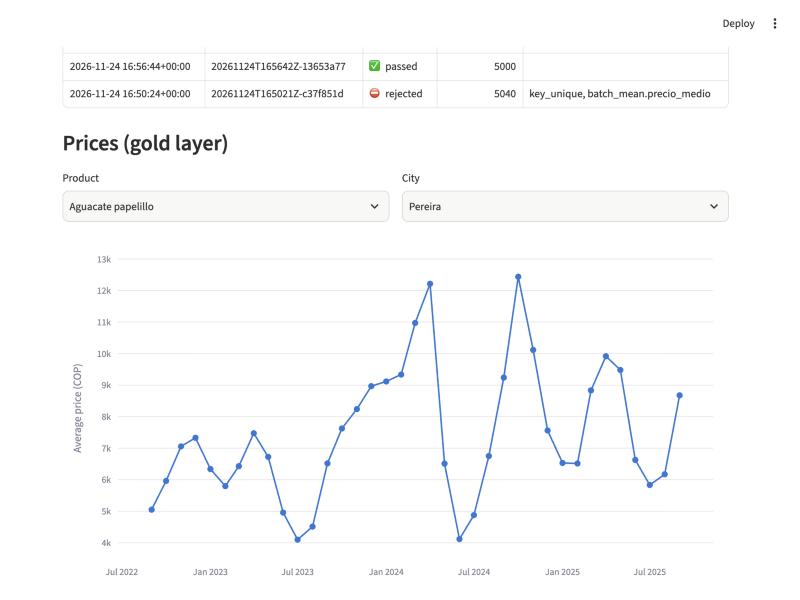 Deploy
2026-11-24 16:56:44+00:00 20261124T165642Z-13653a77 passed 5000
2026-11-24 16:50:24+00:00 20261124T165021Z-c37f851d rejected 5040 key_unique, batch_mean.precio_medio
Prices (gold layer)
Product City
Aguacate papelillo Pereira
13k
12k
11k
10k
9k
8k
7k
6k
5k
4k
Average price (COP)
Jul 2022 Jan 2023 Jul 2023 Jan 2024 Jul 2024 Jan 2025 Jul 2025